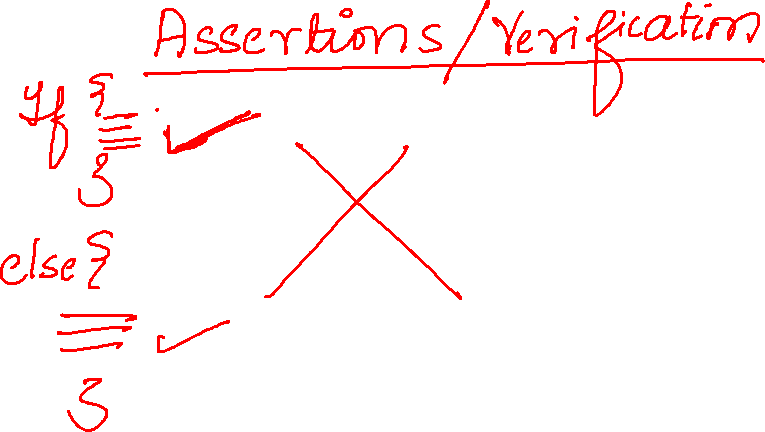 Assertions / Verification
If {
}
else {
}